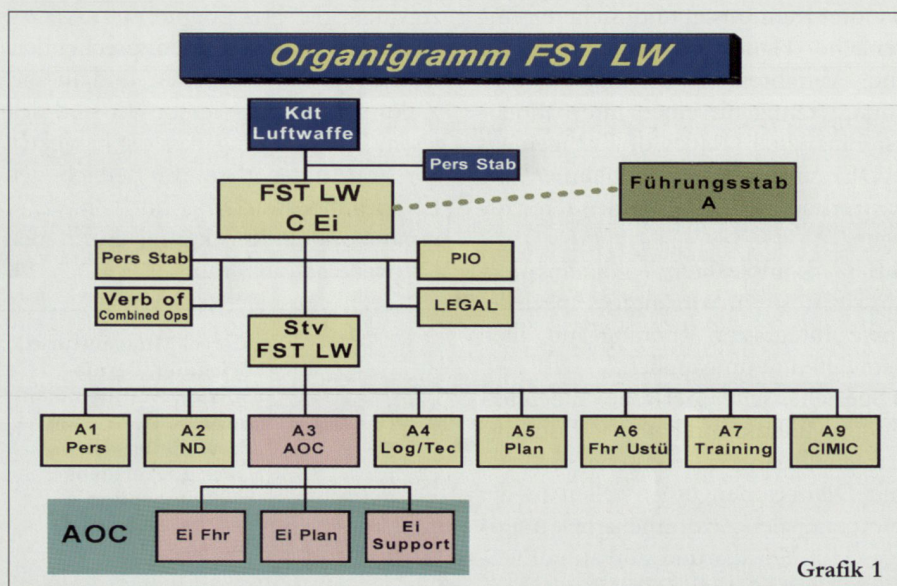 Organigramm FST LW
Kdt
Luftwaffe
Pers Stab
FST LW
C Ei
Führungsstab
A
Pers Stab
PIO
Verb of
Combined Ops
LEGAL
Stv
FST LW
A1
Pers
A2
ND
A3
AOC
A4
Log/Tec
A5
Plan
A6
Fhr Ustü
A7
Training
A9
CIMIC
AOC
Ei Fhr
Ei Plan
Ei
Support
Grafik 1